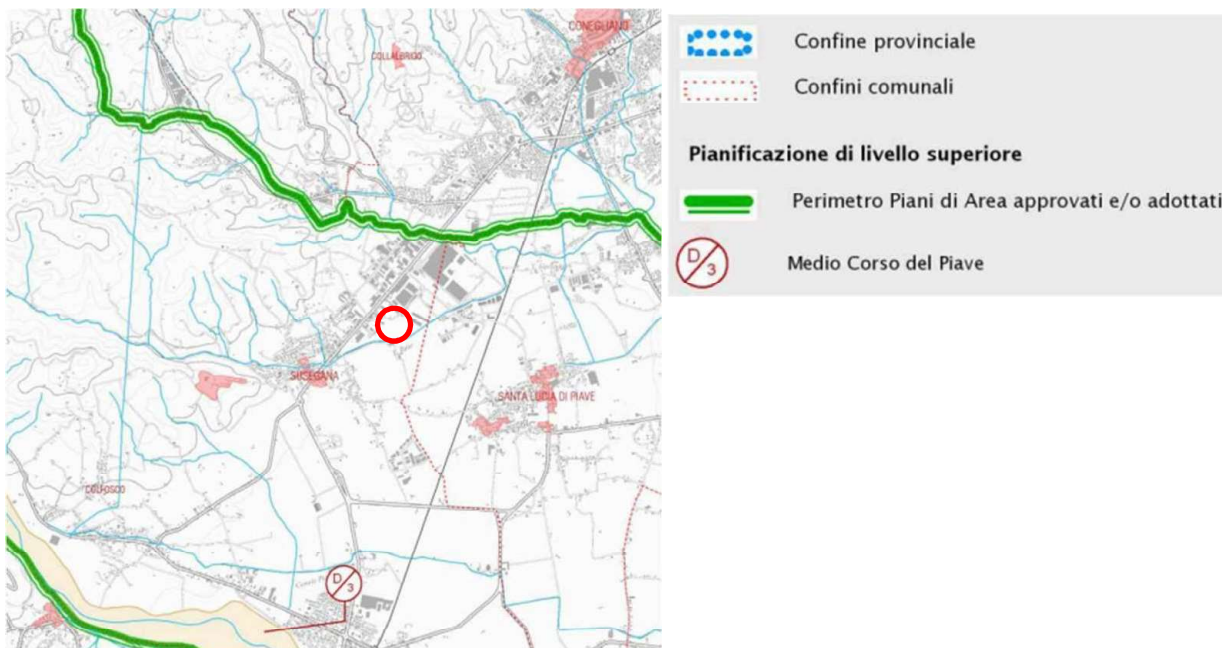 CONEGLIANO
COLLALBRIGO
SUSEGANA
SANTA LUCIA DI PIAVE
COLFOSCO
D/3
Confine provinciale
Confini comunali
Pianificazione di livello superiore
Perimetro Piani di Area approvati e/o adottati
D/3
Medio Corso del Piave